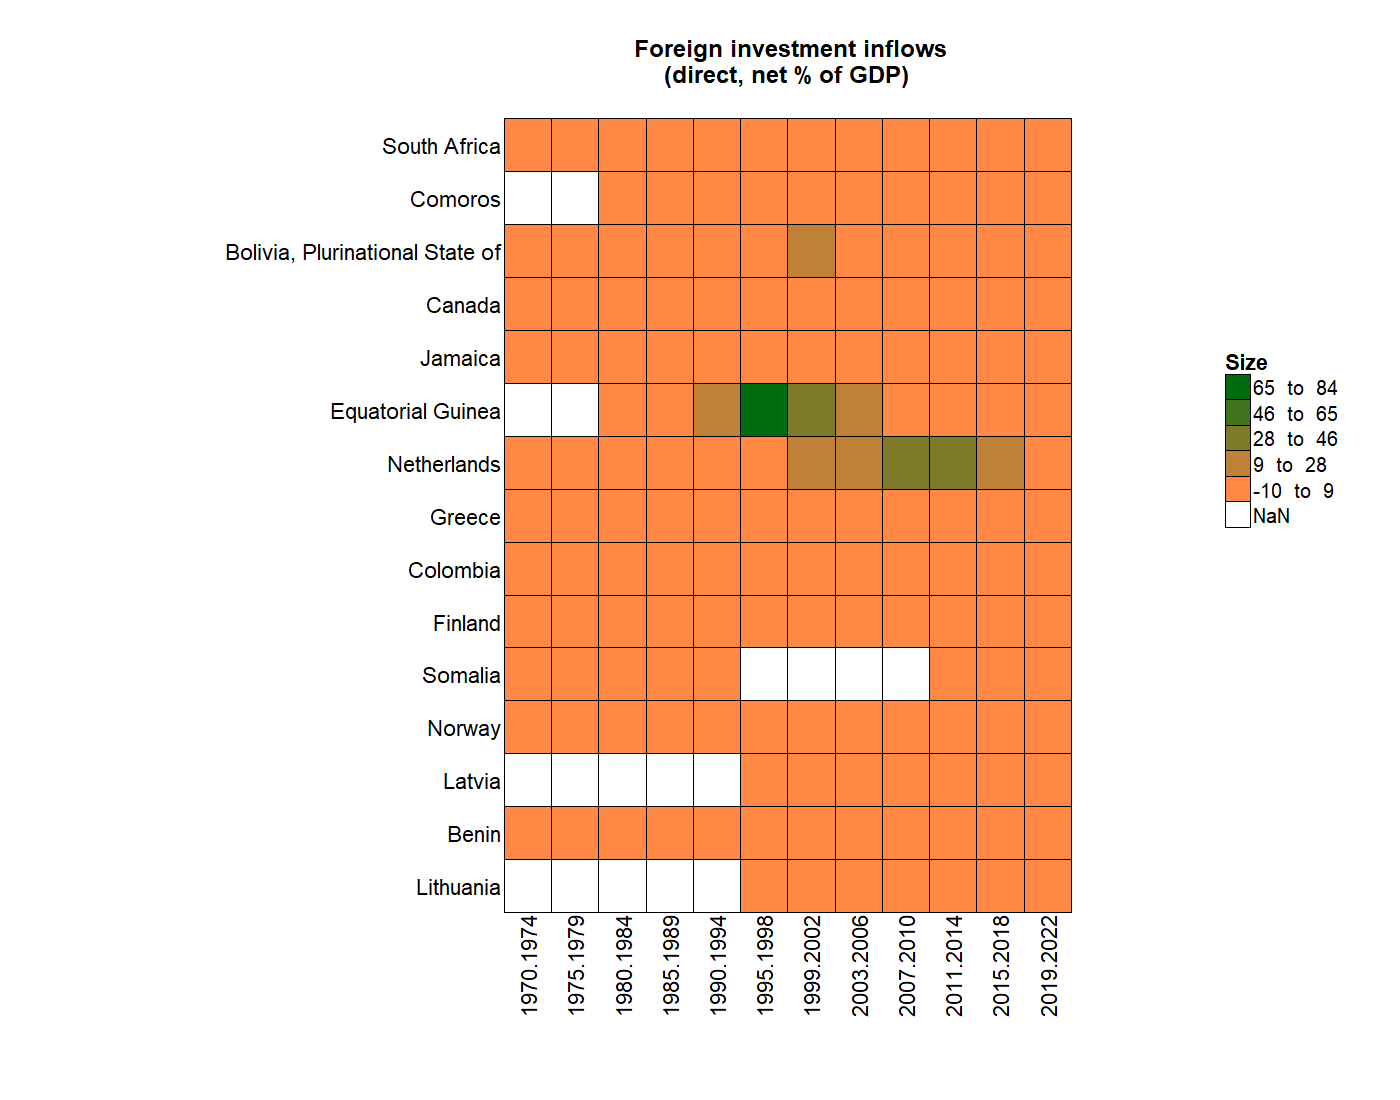 Foreign investment inflows
(direct, net % of GDP)
South Africa
Comoros
Bolivia, Plurinational State of
Canada
Jamaica
Equatorial Guinea
Netherlands
Greece
Colombia
Finland
Somalia
Norway
Latvia
Benin
Lithuania
1970.1974
1975.1979
1980.1984
1985.1989
1990.1994
1995.1998
1999.2002
2003.2006
2007.2010
2011.2014
2015.2018
2019.2022
Size
65 to 84
46 to 65
28 to 46
9 to 28
-10 to 9
NaN